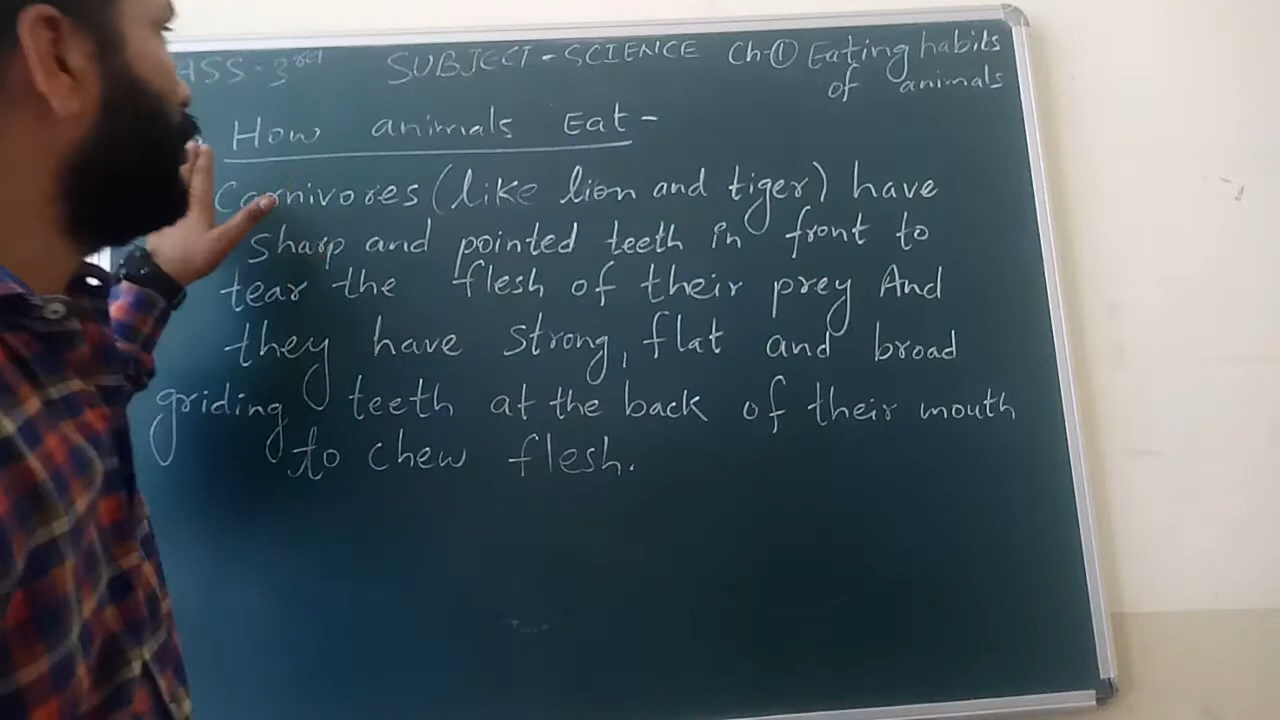 ASS-3rd SUBJECT-SCIENCE Ch-① Eating habits
of animals
How animals Eat-
Carnivores (like lion and tiger) have
sharp and pointed teeth in front to
tear the flesh of their prey And
they have strong, flat and broad
griding teeth at the back of their mouth
to chew flesh.